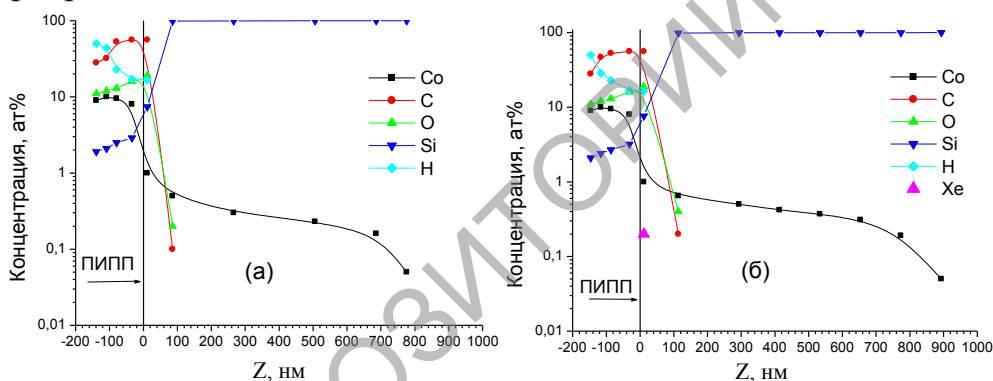 Концентрация, ат%
100
10
1
0,1
0,01
-200 -100 0 100 200 300 400 500 600 700 800 900 1000
Z, нм
ПИПП
(а)
Co
C
O
Si
H
Концентрация, ат%
100
10
1
0,1
0,01
-200 -100 0 100 200 300 400 500 600 700 800 900 1000
Z, нм
ПИПП
(б)
Co
C
O
Si
H
Xe
ОЗИТОРИЙ